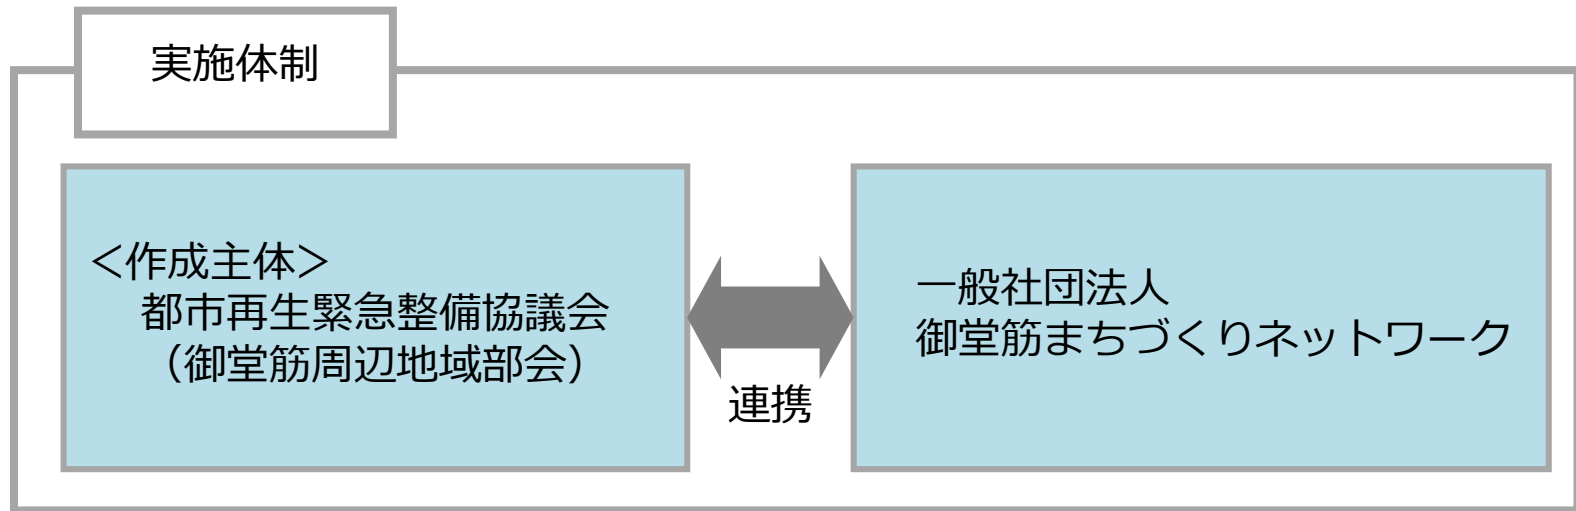 実施体制
＜作成主体＞
都市再生緊急整備協議会
（御堂筋周辺地域部会）
連携
一般社団法人
御堂筋まちづくりネットワーク